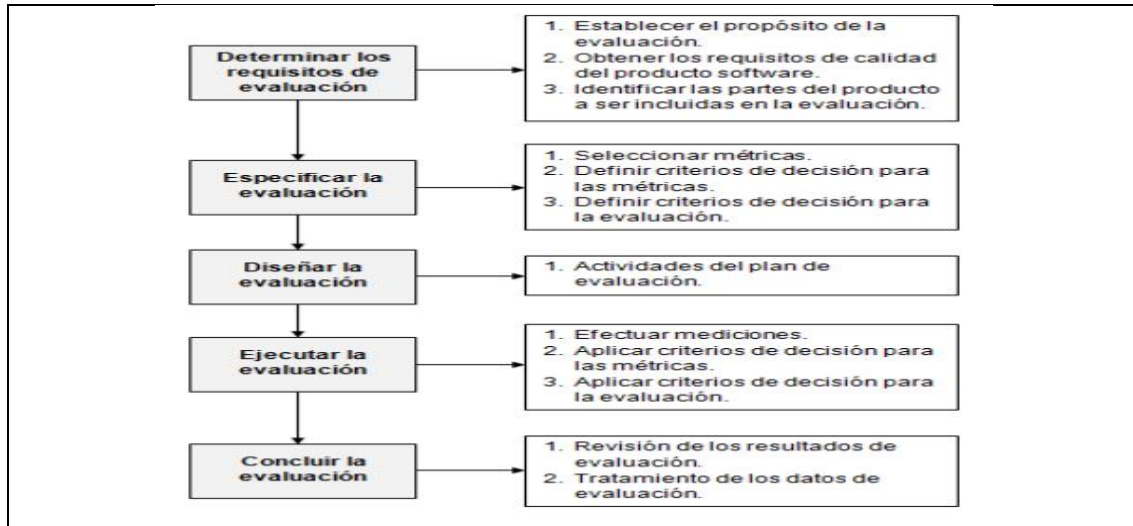 Determinar los
requisitos de
evaluación
1. Establecer el propósito de la
evaluación.
2. Obtener los requisitos de calidad
del producto software.
3. Identificar las partes del producto
a ser incluidas en la evaluación.
Especificar la
evaluación
1. Seleccionar métricas.
2. Definir criterios de decisión para
las métricas.
3. Definir criterios de decisión para
la evaluación.
Diseñar la
evaluación
1. Actividades del plan de
evaluación.
Ejecutar la
evaluación
1. Efectuar mediciones.
2. Aplicar criterios de decisión para
las métricas.
3. Aplicar criterios de decisión para
la evaluación.
Concluir la
evaluación
1. Revisión de los resultados de
evaluación.
2. Tratamiento de los datos de
evaluación.